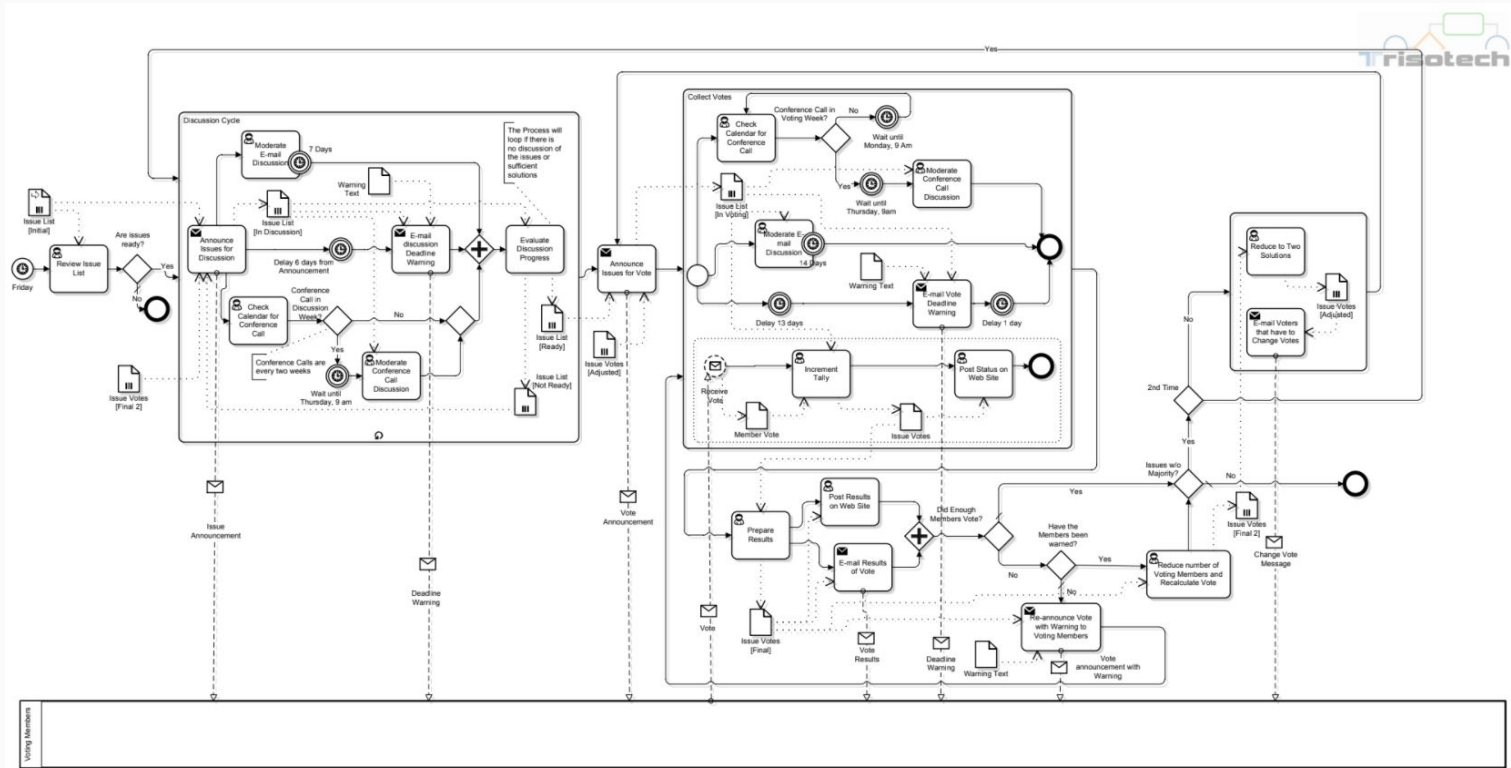 Trisotech
Yes
Discussion Cycle
Moderate
E-mail
Discussion
7 Days
The Process will
loop if there is
no discussion of
the issues or
sufficient
solutions
Warning
Text
Issue List
[Initial]
Issue List
[In Discussion]
Are issues
ready?
Review Issue
List
Yes
No
Friday
Announce
Issues for
Discussion
Delay 6 days from
Announcement
E-mail
discussion
Deadline
Warning
Evaluate
Discussion
Progress
Check
Calendar for
Conference
Call
Conference
Call in
Discussion
Week?
No
Yes
Conference Calls are
every two weeks
Wait until
Thursday, 9 am
Moderate
Conference
Call
Discussion
Issue List
[Ready]
Issue List
[Not Ready]
Issue Votes
[Final 2]
Issue Votes
[Adjusted]
Announce
Issues for Vote
Collect Votes
Check
Calendar for
Conference
Call
Conference Call in
Voting Week?
No
Wait until
Monday, 9 Am
Yes
Wait until
Thursday, 9am
Moderate
Conference
Call
Discussion
Issue List
[In Voting]
Moderate E-
mail
Discussion
14 Days
Warning Text
E-mail Vote
Deadline
Warning
Delay 13 days
Delay 1 day
Receive
Vote
Increment
Tally
Post Status on
Web Site
Member Vote
Issue Votes
Reduce to Two
Solutions
Issue Votes
[Adjusted]
E-mail Voters
that have to
Change Votes
No
2nd Time
Yes
Issues w/o
Majority?
No
Issue Votes
[Final 2]
Prepare
Results
Post Results
on Web Site
E-mail Results
of Vote
Did Enough
Members Vote?
Yes
No
Have the
Members been
warned?
Yes
No
Reduce number of
Voting Members and
Recalculate Vote
Re-announce Vote
with Warning to
Voting Members
Issue Votes
[Final]
Warning Text
Issue
Announcement
Deadline
Warning
Vote
Announcement
Vote
Vote
Results
Deadline
Warning
Vote
announcement with
Warning
Change Vote
Message
Voting Members